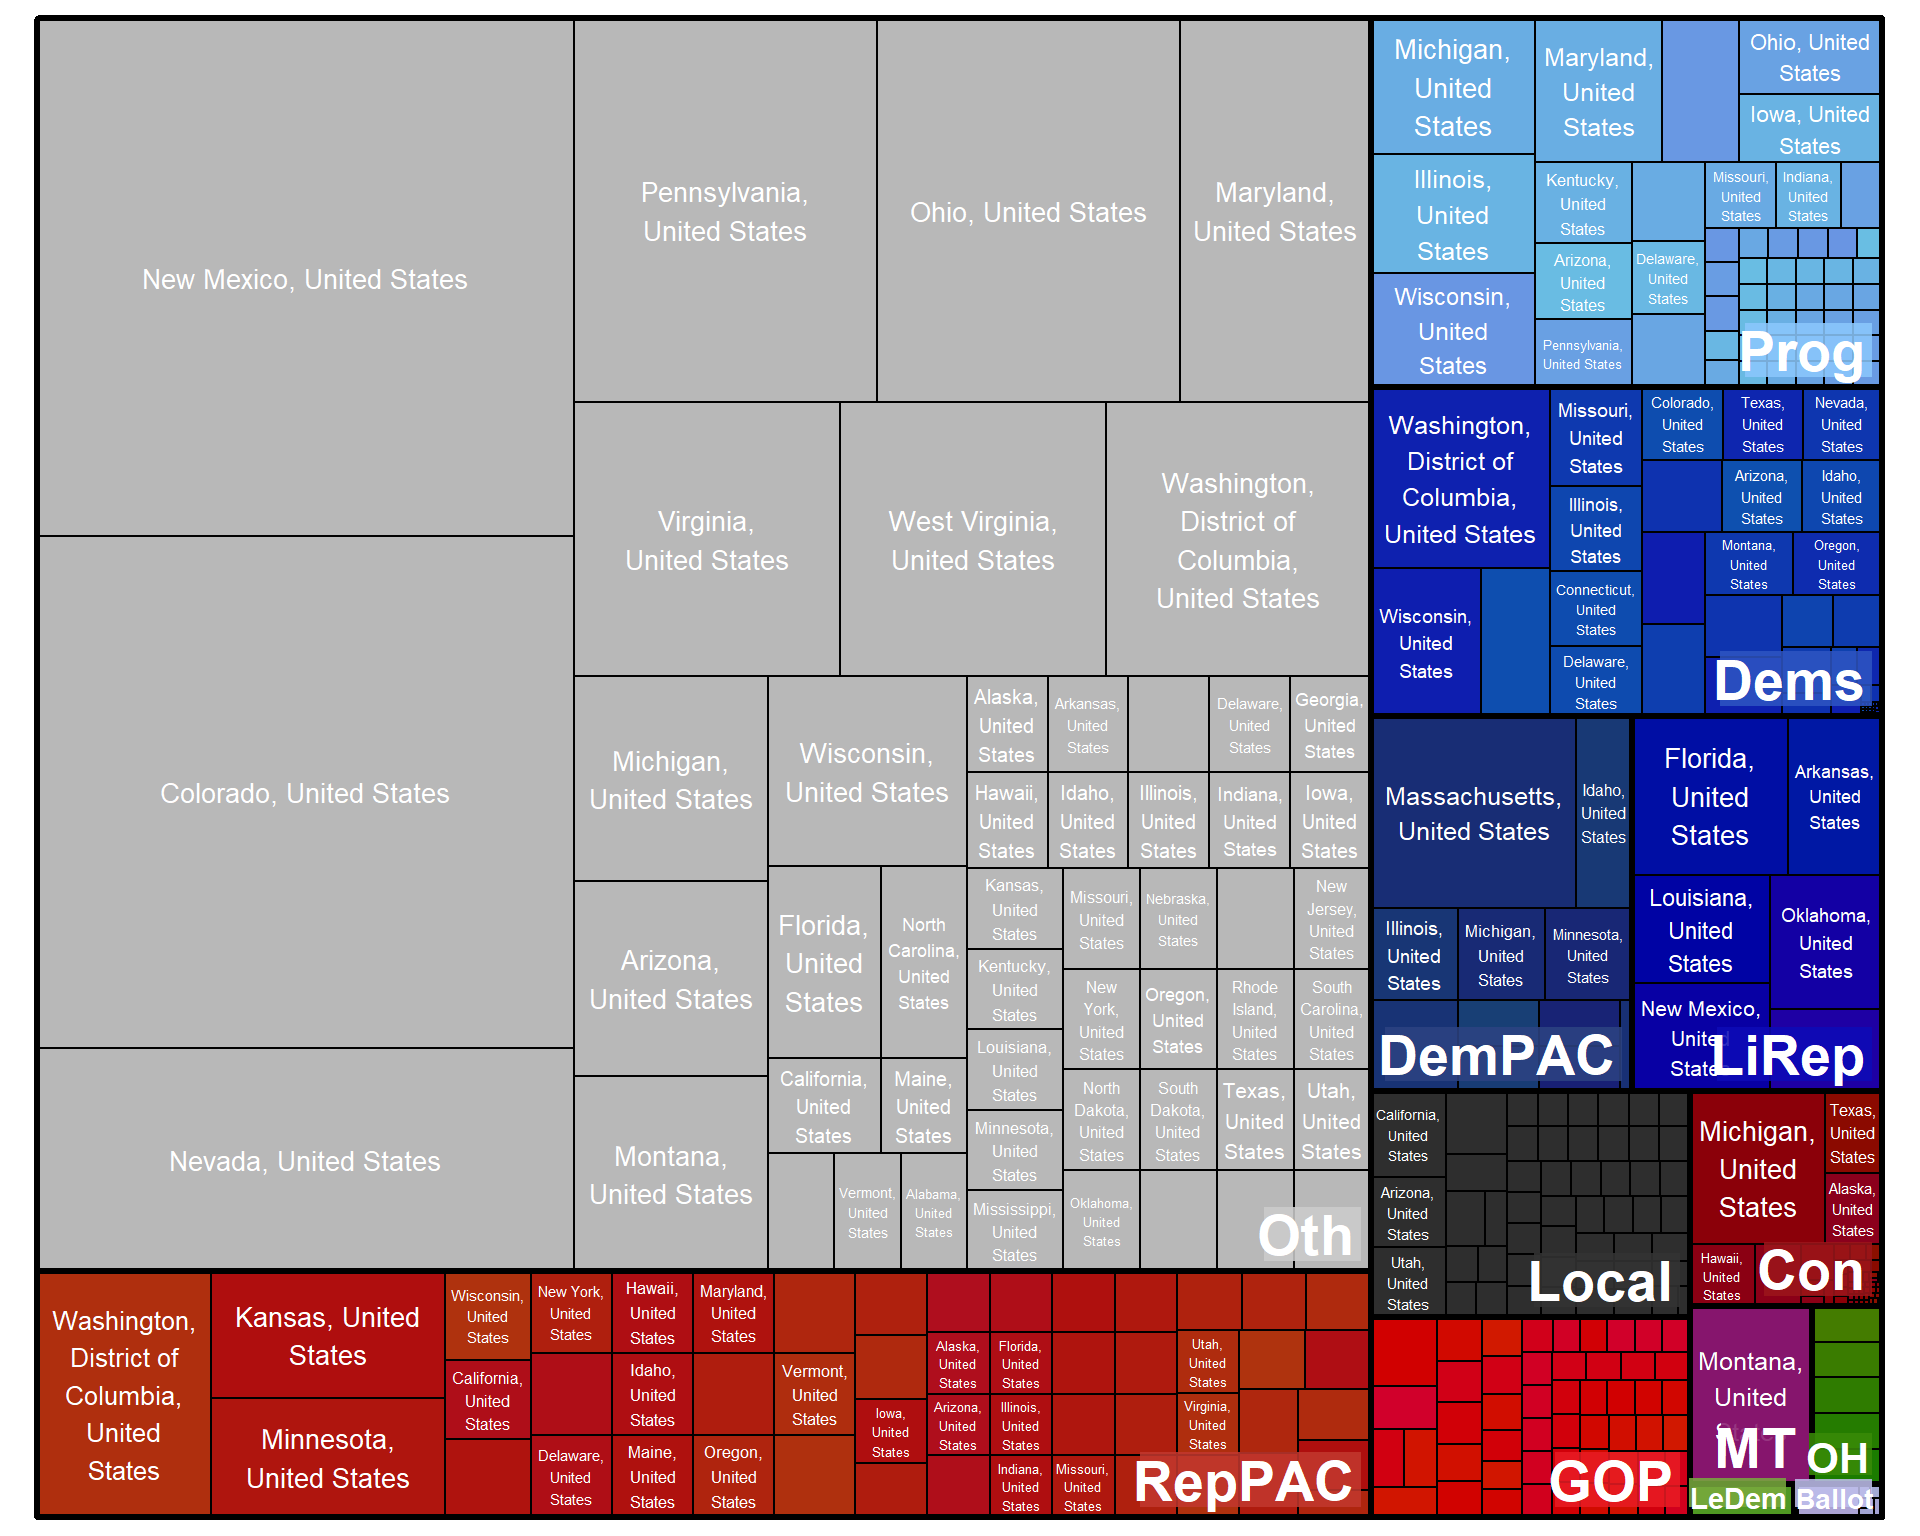 New Mexico, United States
Colorado, United States
Nevada, United States
Pennsylvania,
United States
Ohio, United States
Maryland,
United States
Virginia,
United States
West Virginia,
United States
Washington,
District of
Columbia,
United States
Michigan,
United States
Arizona,
United States
Montana,
United States
Wisconsin,
United States
Florida,
United
States
North
Carolina,
United
States
California,
United
States
Maine,
United
States
Vermont,
United
States
Alabama,
United
States
Alaska,
United
States
Arkansas,
United
States
Delaware,
United
States
Georgia,
United
States
Hawaii,
United
States
Idaho,
United
States
Illinois,
United
States
Indiana,
United
States
Iowa,
United
States
Kansas,
United
States
Kentucky,
United
States
Louisiana,
United
States
Minnesota,
United
States
Mississippi,
United
States
Missouri,
United
States
Nebraska,
United
States
New
Jersey,
United
States
New
York,
United
States
Oregon,
United
States
Rhode
Island,
United
States
South
Carolina,
United
States
North
Dakota,
United
States
South
Dakota,
United
States
Texas,
United
States
Utah,
United
States
Oklahoma,
United
States
Oth
Washington,
District of
Columbia,
United
States
Kansas, United
States
Minnesota,
United States
Wisconsin,
United
States
California,
United
States
New York,
United
States
Delaware,
United
States
Hawaii,
United
States
Idaho,
United
States
Maine,
United
States
Maryland,
United
States
Oregon,
United
States
Vermont,
United
States
Iowa,
United
States
Alaska,
United
States
Arizona,
United
States
Florida,
United
States
Illinois,
United
States
Indiana,
United
States
Missouri,
United
States
Utah,
United
States
Virginia,
United
States
RepPAC
Michigan,
United
States
Illinois,
United
States
Wisconsin,
United
States
Maryland,
United
States
Ohio, United
States
Iowa, United
States
Kentucky,
United
States
Arizona,
United
States
Pennsylvania,
United States
Delaware,
United
States
Missouri,
United
States
Indiana,
United
States
Prog
Washington,
District of
Columbia,
United States
Wisconsin,
United
States
Missouri,
United
States
Illinois,
United
States
Connecticut,
United
States
Delaware,
United
States
Colorado,
United
States
Texas,
United
States
Nevada,
United
States
Arizona,
United
States
Idaho,
United
States
Montana,
United
States
Oregon,
United
States
Dems
Massachusetts,
United States
Idaho,
United
States
Illinois,
United
States
Michigan,
United
States
Minnesota,
United
States
DemPAC
Florida,
United
States
Arkansas,
United
States
Louisiana,
United
States
Oklahoma,
United
States
New Mexico,
United
States
LiRep
California,
United
States
Arizona,
United
States
Utah,
United
States
Local
Michigan,
United
States
Texas,
United
States
Alaska,
United
States
Hawaii,
United
States
Con
GOP
Montana,
United
States
MT
OH
LeDem
Ballot